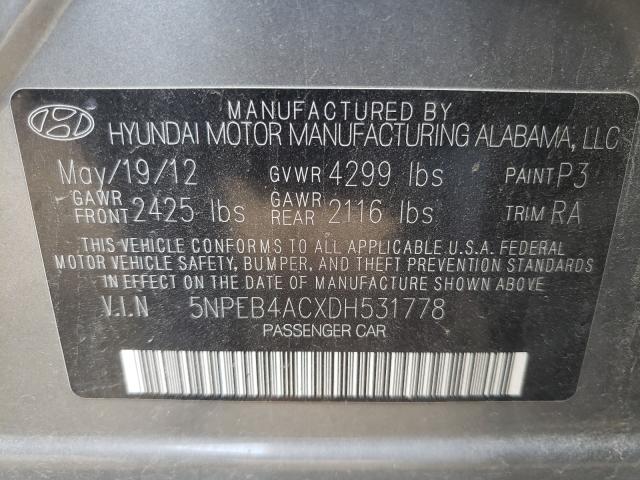 MANUFACTURED BY
HYUNDAI MOTOR MANUFACTURING ALABAMA, LLC
May/19/12 GVWR 4299 lbs PAINT P3
GAWR FRONT 2425 lbs GAWR REAR 2116 lbs TRIM RA
THIS VEHICLE CONFORMS TO ALL APPLICABLE U.S.A. FEDERAL
MOTOR VEHICLE SAFETY, BUMPER, AND THEFT PREVENTION STANDARDS
IN EFFECT ON THE DATE OF MANUFACTURE SHOWN ABOVE
V.I.N 5NPEB4ACXDH531778
PASSENGER CAR